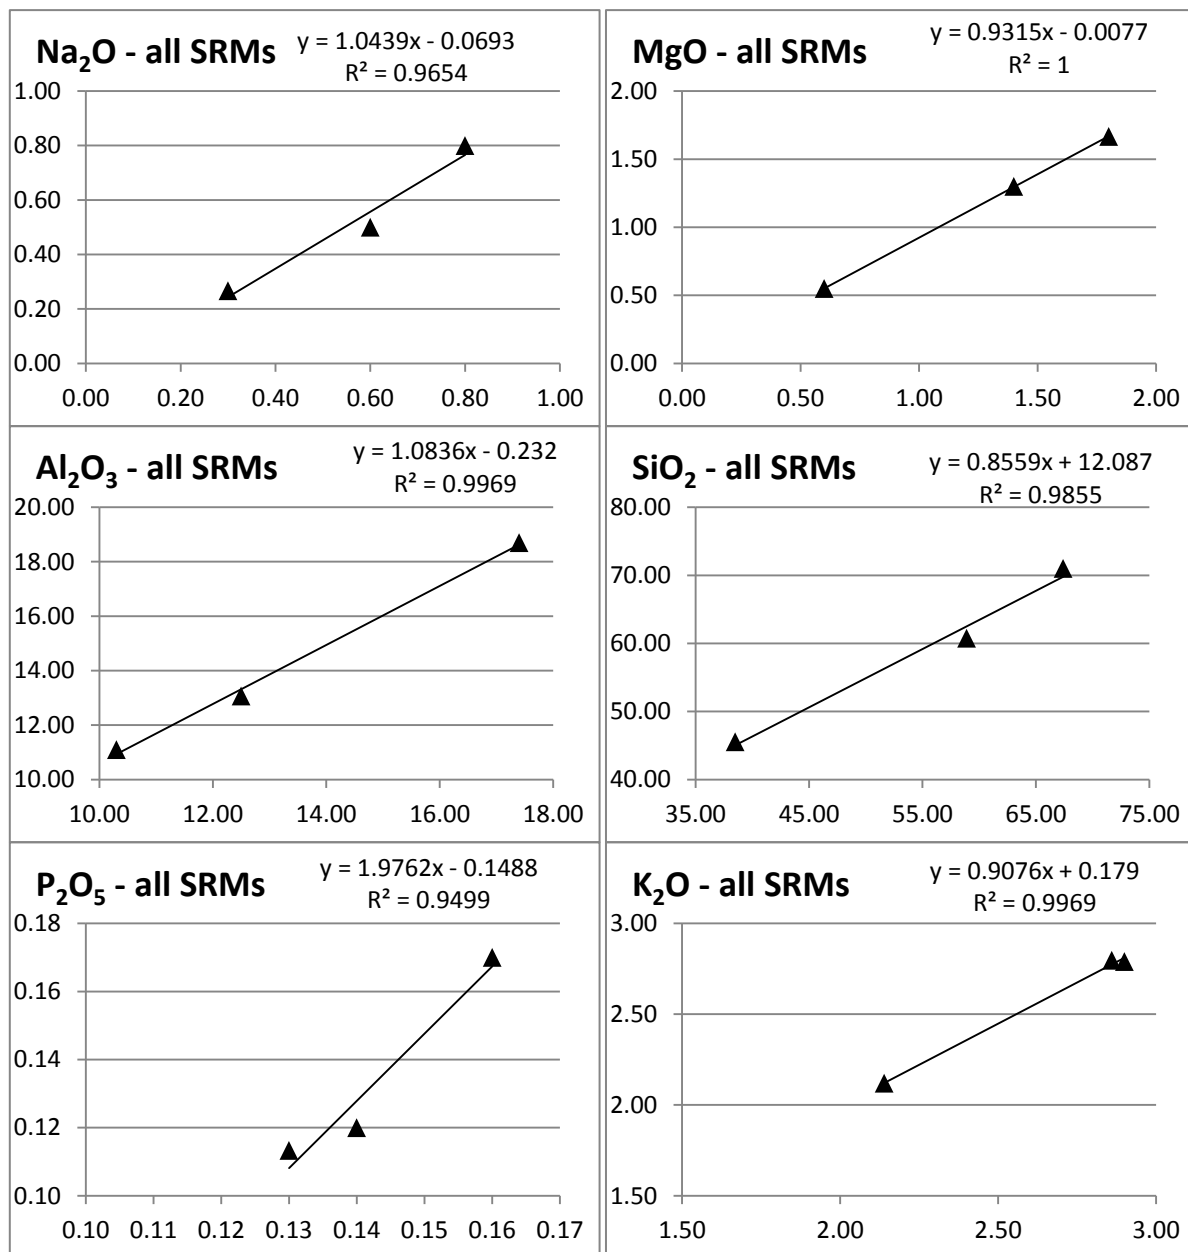 Na₂O - all SRMs
y = 1.0439x - 0.0693
R² = 0.9654
1.00
0.80
0.60
0.40
0.20
0.00
0.00 0.20 0.40 0.60 0.80 1.00
MgO - all SRMs
y = 0.9315x - 0.0077
R² = 1
2.00
1.50
1.00
0.50
0.00
0.00 0.60 1.00 1.50 2.00
Al₂O₃ - all SRMs
y = 1.0836x - 0.232
R² = 0.9969
20.00
18.00
16.00
14.00
12.00
10.00
10.00 12.00 14.00 16.00 18.00
SiO₂ - all SRMs
y = 0.8559x + 12.087
R² = 0.9855
80.00
70.00
60.00
50.00
40.00
35.00 45.00 55.00 65.00 75.00
P₂O₅ - all SRMs
y = 1.9762x - 0.1488
R² = 0.9499
0.18
0.16
0.14
0.12
0.10
0.10 0.11 0.12 0.13 0.14 0.15 0.16 0.17
K₂O - all SRMs
y = 0.9076x + 0.179
R² = 0.9969
3.00
2.50
2.00
1.50
1.50 2.00 2.50 3.00